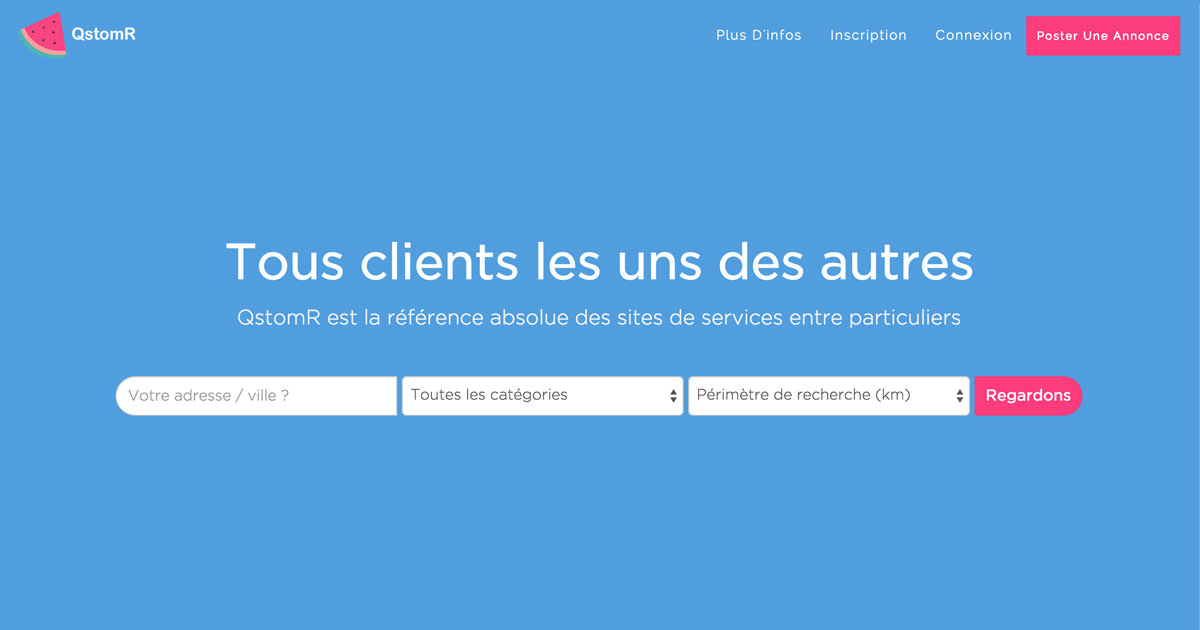 QstomR
Plus D'infos Inscription Connexion Poster Une Annonce
Tous clients les uns des autres
QstomR est la référence absolue des sites de services entre particuliers
Votre adresse / ville ? Toutes les catégories Périmètre de recherche (km) Regardons